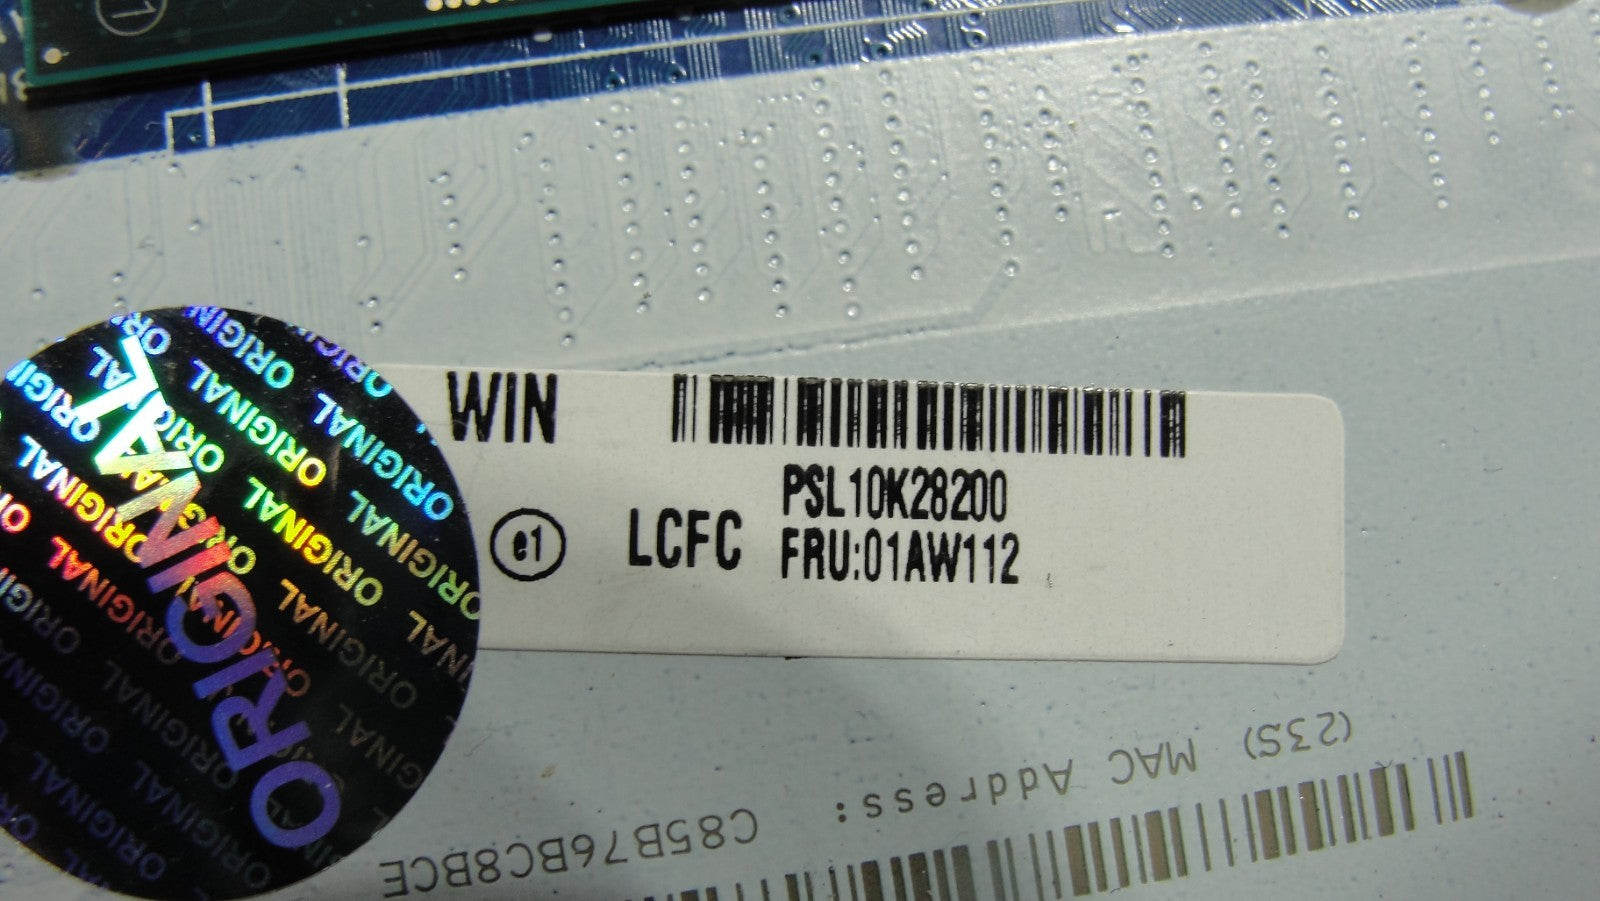 WIN
PSL10K28200
e1 LCFC FRU:01AW112
ORIGINAL
(23S) MAC Address:
C85B76BC8BCE